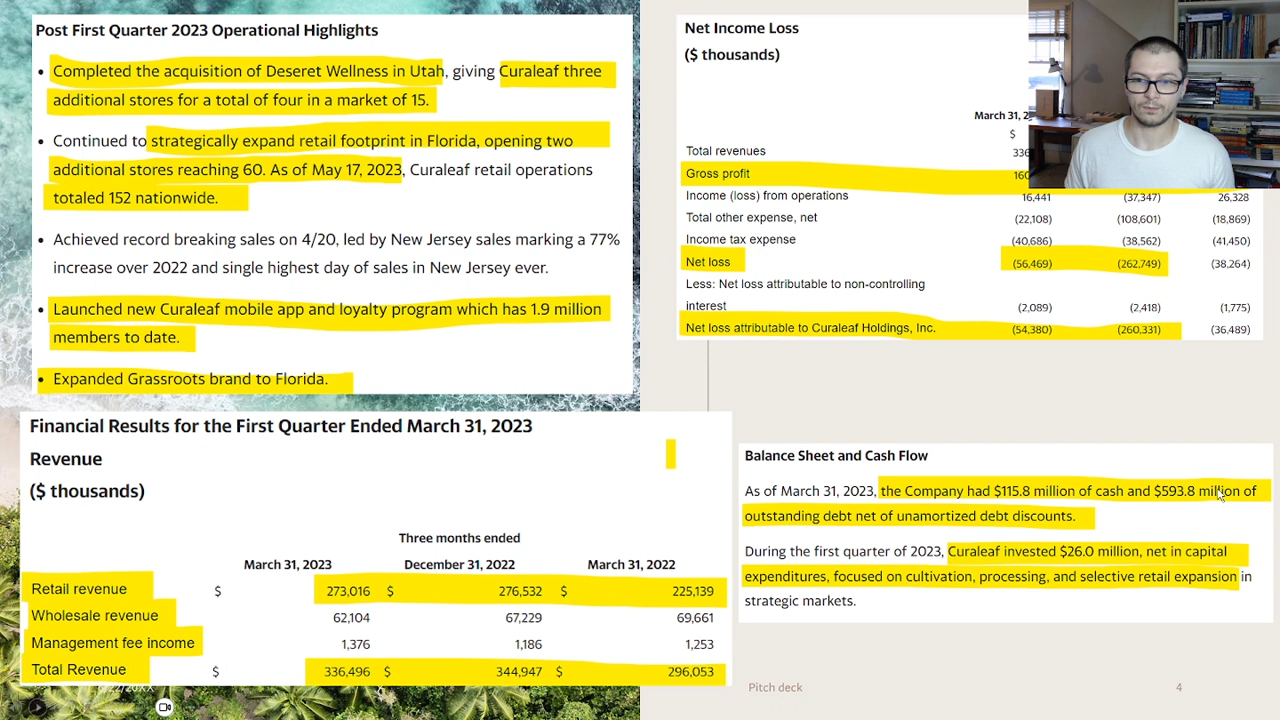 Post First Quarter 2023 Operational Highlights
• Completed the acquisition of Deseret Wellness in Utah, giving Curaleaf three
additional stores for a total of four in a market of 15.
• Continued to strategically expand retail footprint in Florida, opening two
additional stores reaching 60. As of May 17, 2023, Curaleaf retail operations
totaled 152 nationwide.
• Achieved record breaking sales on 4/20, led by New Jersey sales marking a 77%
increase over 2022 and single highest day of sales in New Jersey ever.
• Launched new Curaleaf mobile app and loyalty program which has 1.9 million
members to date.
• Expanded Grassroots brand to Florida.
Financial Results for the First Quarter Ended March 31, 2023
Revenue
($ thousands)
Three months ended
March 31, 2023 December 31, 2022 March 31, 2022
Retail revenue $ 273,016 $ 276,532 $ 225,139
Wholesale revenue 62,104 67,229 69,661
Management fee income 1,376 1,186 1,253
Total Revenue $ 336,496 $ 344,947 $ 296,053
Net Income Loss
($ thousands)
March 31, 2
$
Total revenues 336
Gross profit 160
Income (loss) from operations 16,441 (37,347) 26,328
Total other expense, net (22,108) (108,601) (18,869)
Income tax expense (40,686) (38,562) (41,450)
Net loss (56,469) (262,749) (38,264)
Less: Net loss attributable to non-controlling
interest (2,089) (2,418) (1,775)
Net loss attributable to Curaleaf Holdings, Inc. (54,380) (260,331) (36,489)
Balance Sheet and Cash Flow
As of March 31, 2023, the Company had $115.8 million of cash and $593.8 million of
outstanding debt net of unamortized debt discounts.
During the first quarter of 2023, Curaleaf invested $26.0 million, net in capital
expenditures, focused on cultivation, processing, and selective retail expansion in
strategic markets.
Pitch deck 4